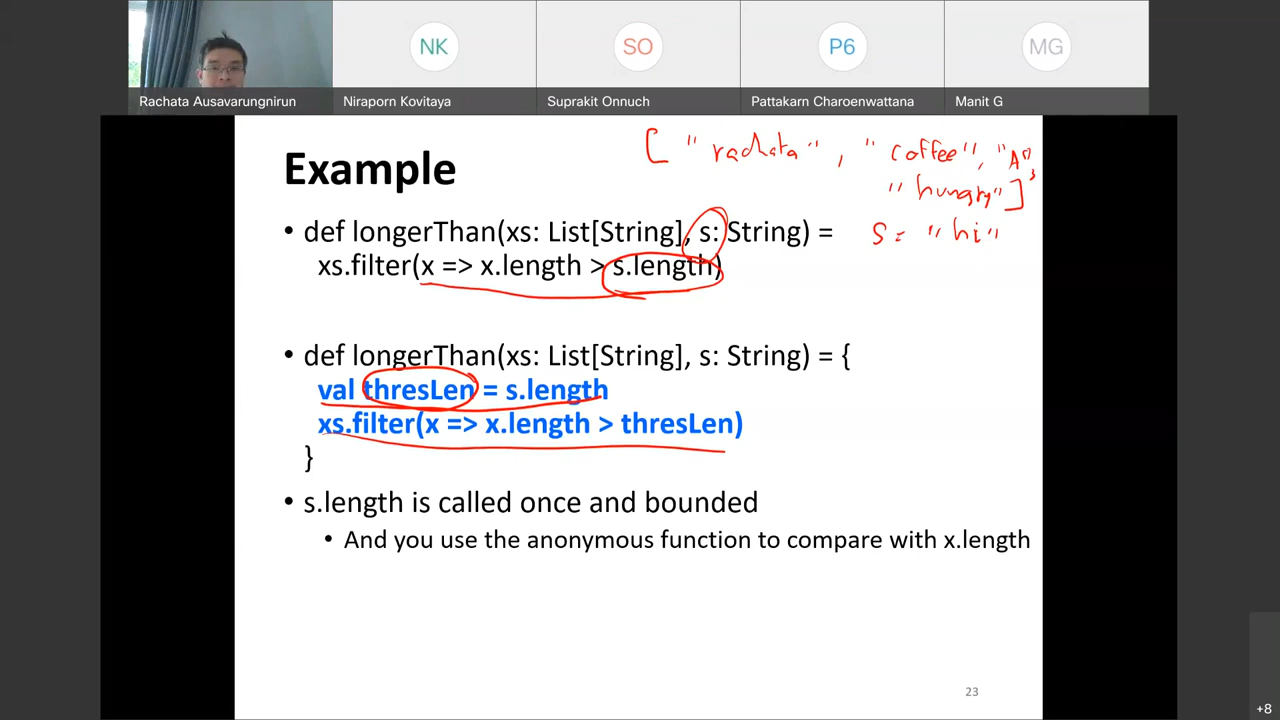 NK
SO
P6
MG
Rachata Ausavarungnirun
Niraporn Kovitaya
Suprakit Onnuch
Pattakarn Charoenwattana
Manit G
["rachata", "coffee", "A",
"hungry"]
Example
• def longerThan(xs: List[String], s: String) =
s = "hi"
xs.filter(x => x.length > s.length)
• def longerThan(xs: List[String], s: String) = {
val thresLen = s.length
xs.filter(x => x.length > thresLen)
}
• s.length is called once and bounded
• And you use the anonymous function to compare with x.length
23
+8